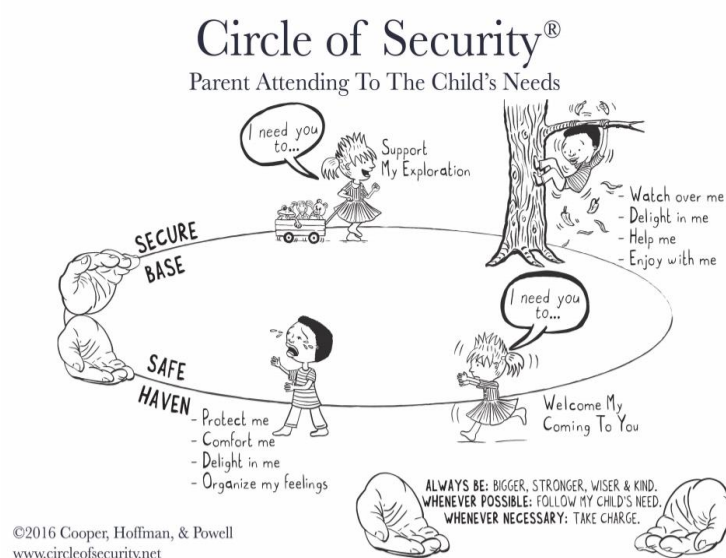 Circle of Security®
Parent Attending To The Child's Needs
I need you
to...
Support
My Exploration
- Watch over me
- Delight in me
- Help me
- Enjoy with me
SECURE
BASE
I need you
to...
SAFE
HAVEN
- Protect me
- Comfort me
- Delight in me
- Organize my feelings
Welcome My
Coming To You
ALWAYS BE: BIGGER, STRONGER, WISER & KIND.
WHENEVER POSSIBLE: FOLLOW MY CHILD'S NEED.
WHENEVER NECESSARY: TAKE CHARGE.
©2016 Cooper, Hoffman, & Powell
www.circleofsecurity.net